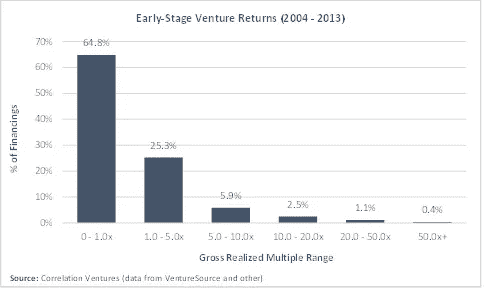 Early-Stage Venture Returns (2004 - 2013)
70%
60%
50%
40%
30%
20%
10%
0%
% of Financings
64.8%
25.3%
5.9%
2.5%
1.1%
0.4%
0 - 1.0x
1.0 - 5.0x
5.0 - 10.0x
10.0 - 20.0x
20.0 - 50.0x
50.0x+
Gross Realized Multiple Range
Source: Correlation Ventures (data from VentureSource and other)